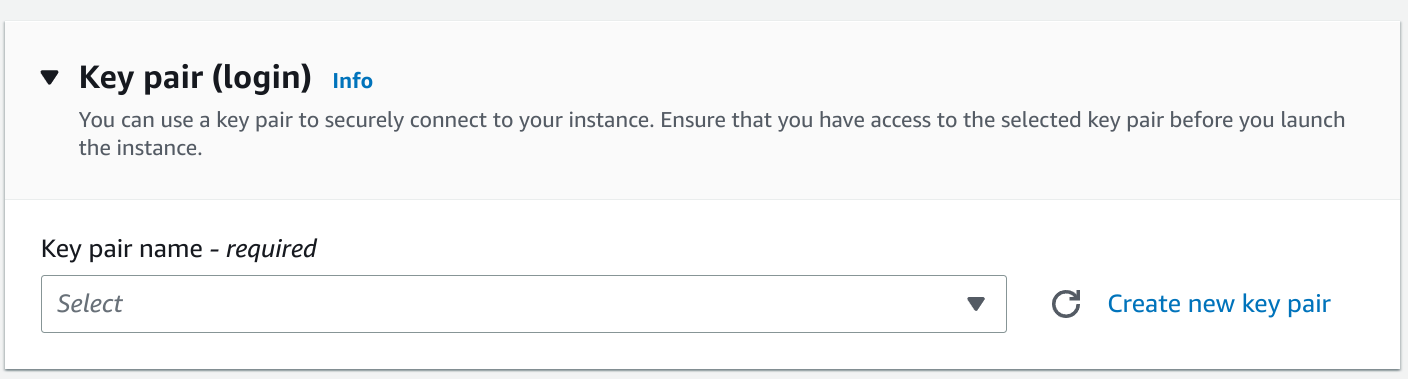 Key pair (login) Info
You can use a key pair to securely connect to your instance. Ensure that you have access to the selected key pair before you launch
the instance.
Key pair name - required
Select
Create new key pair